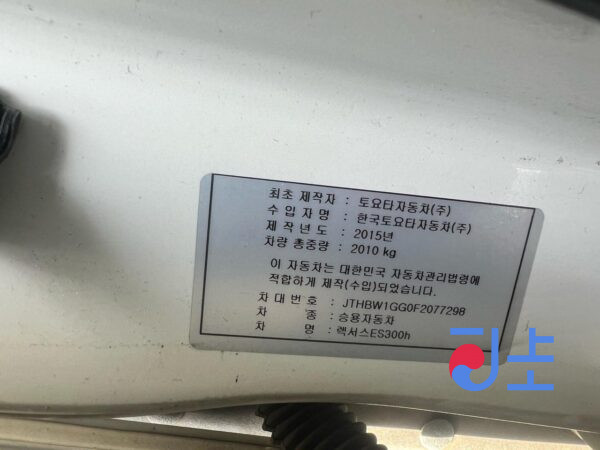 최초 제작자 : 토요타자동차(주)
수 입 자 명 : 한국토요타자동차(주)
제 작 년 도 : 2015년
차량 총중량 : 2010 kg
이 자동차는 대한민국 자동차관리법령에
적합하게 제작(수입)되었습니다.
차 대 번 호 : JTHBW1GG0F2077298
차 종 : 승용자동차
차 명 : 렉서스ES300h